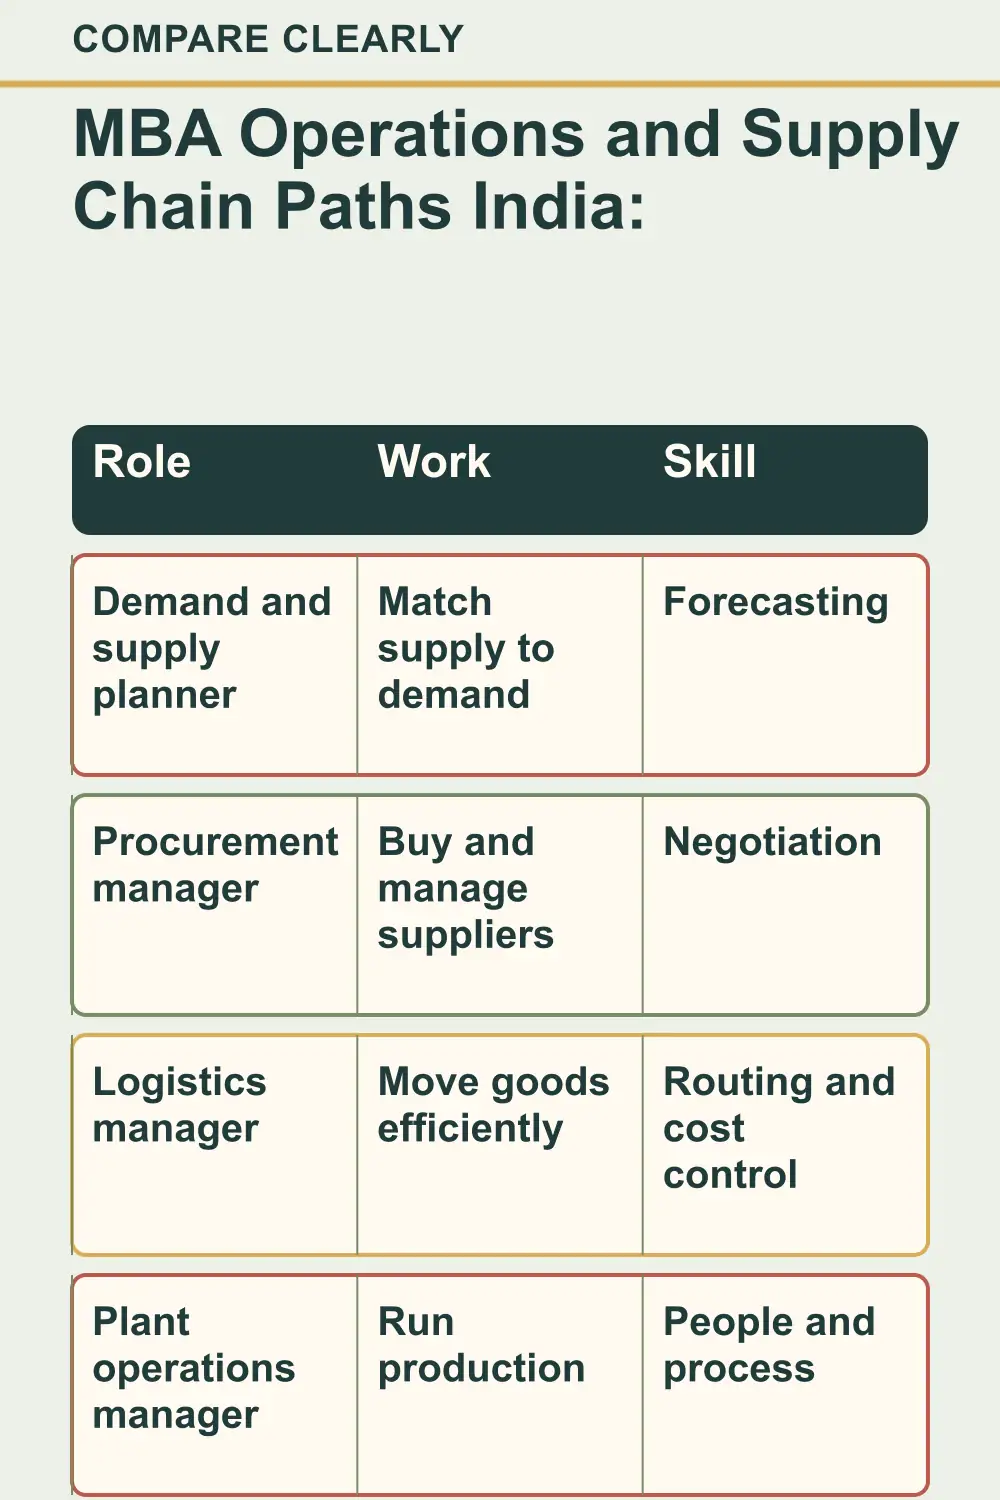 COMPARE CLEARLY
MBA Operations and Supply
Chain Paths India:
Role Work Skill
Demand and
supply
planner
Match
supply to
demand
Forecasting
Procurement
manager
Buy and
manage
suppliers
Negotiation
Logistics
manager
Move goods
efficiently
Routing and
cost
control
Plant
operations
manager
Run
production
People and
process